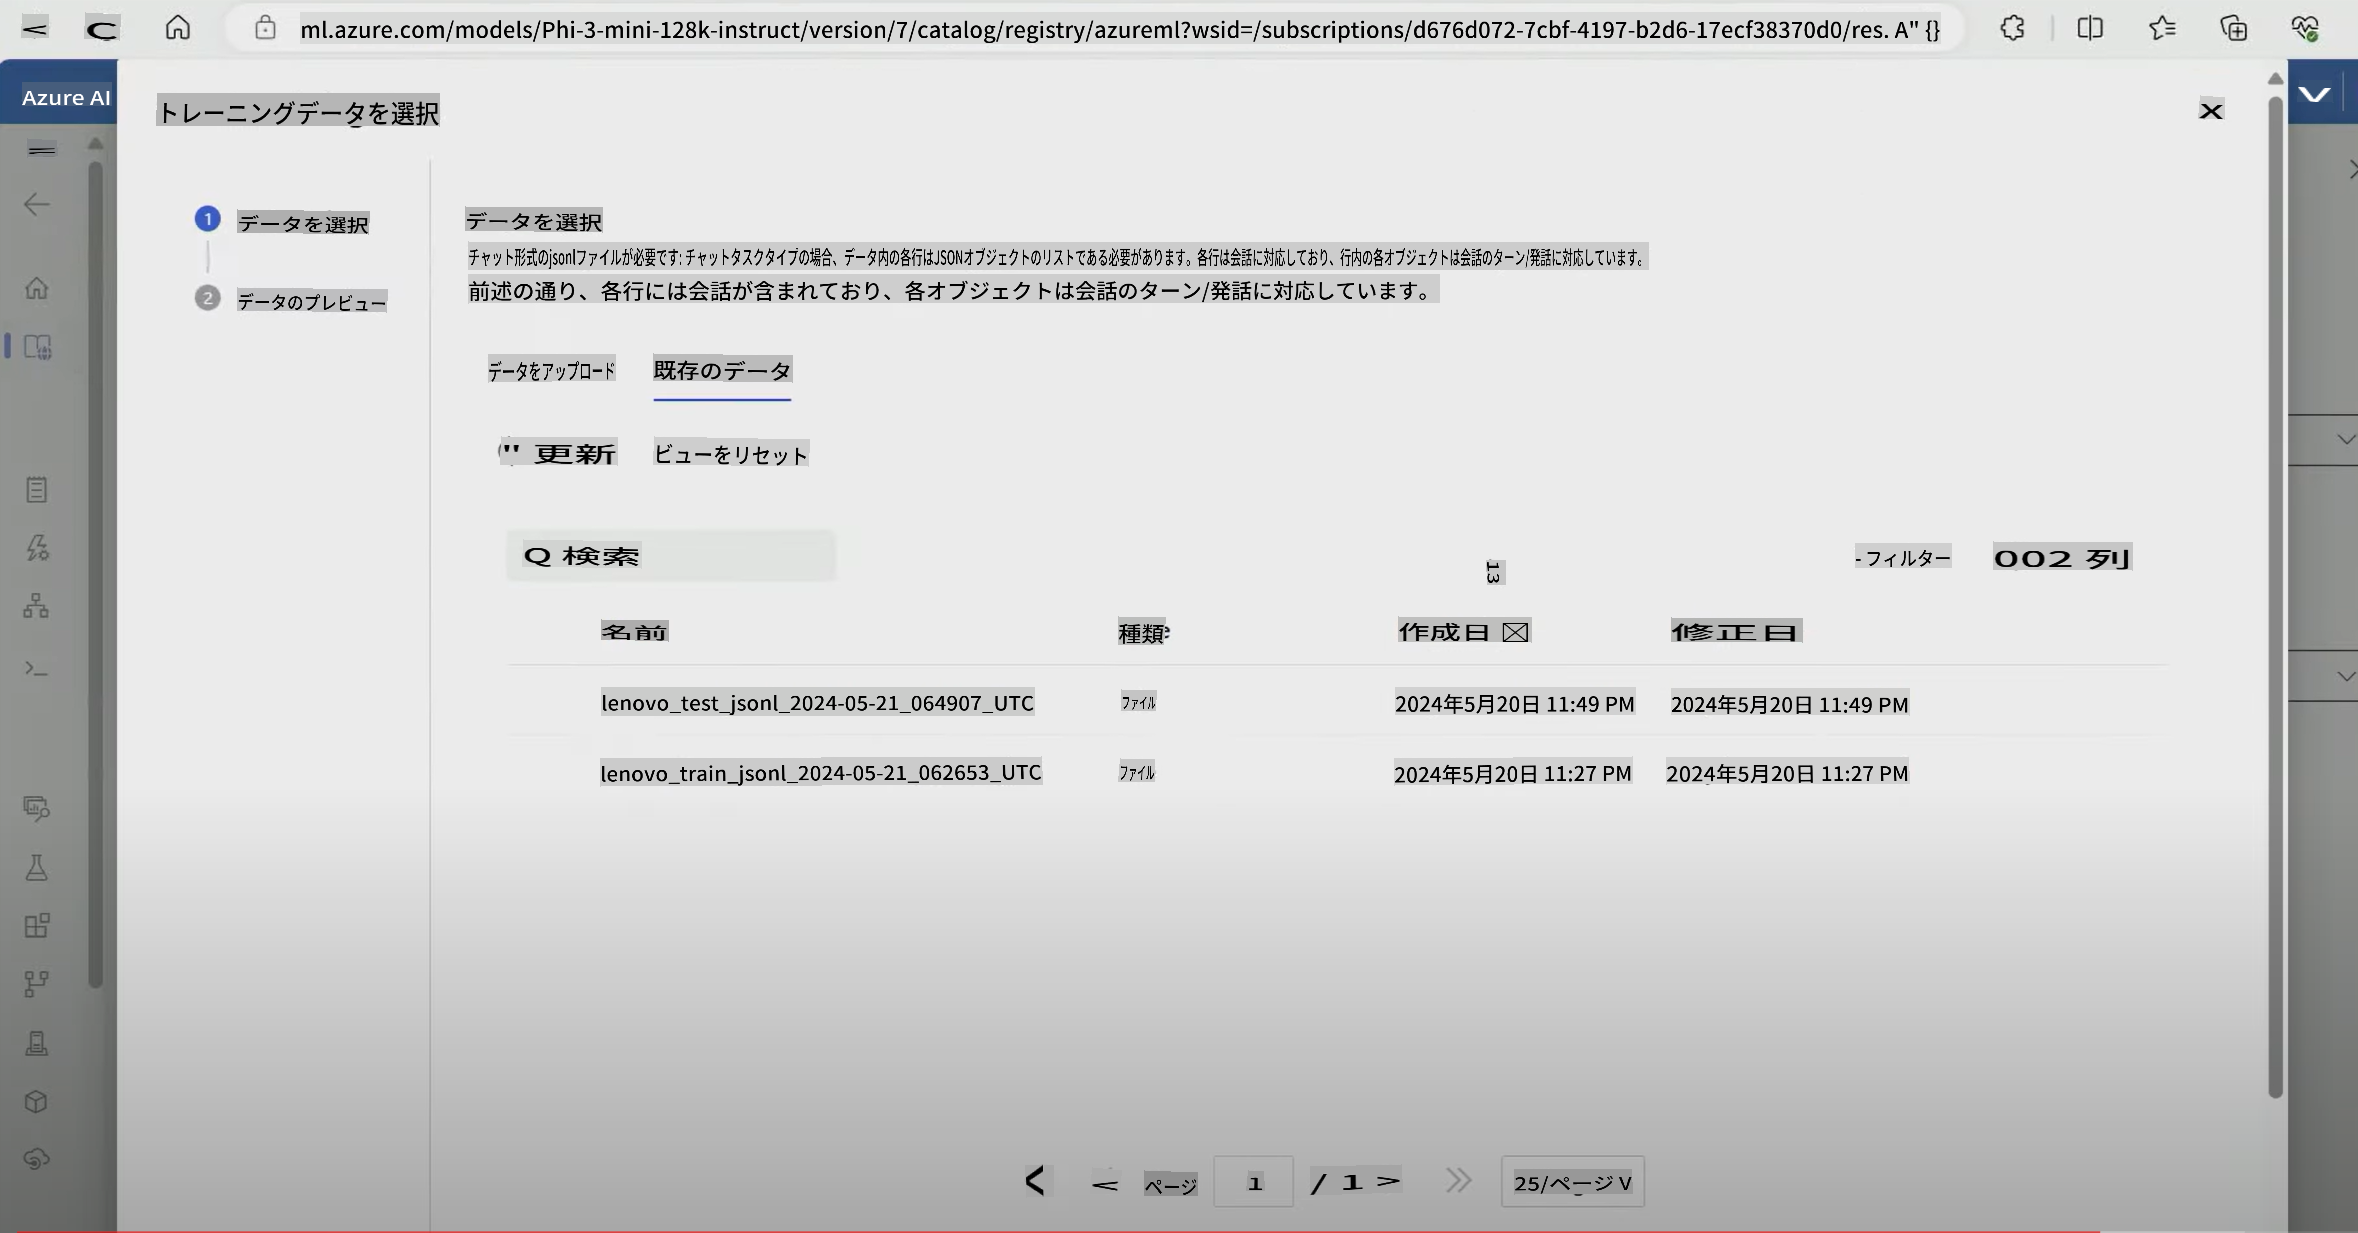 ml.azure.com/models/Phi-3-mini-128k-instruct/version/7/catalog/registry/azureml?wsid=/subscriptions/d676d072-7cbf-4197-b2d6-17ecf38370d0/res. A" {}
Azure AI
トレーニングデータを選択
1 データを選択
2 データのプレビュー
データを選択
チャット形式のjsonlファイルが必要です: チャットタスクタイプの場合、データ内の各行はJSONオブジェクトのリストである必要があります。各行は会話に対応しており、行内の各オブジェクトは会話のターン/発話に対応しています。
前述の通り、各行には会話が含まれており、各オブジェクトは会話のターン/発話に対応しています。
データをアップロード 既存のデータ
" 更新 ビューをリセット
Q 検索 13 - フィルター 002 列
名前 種類 作成日 修正日
lenovo_test_jsonl_2024-05-21_064907_UTC ファイル 2024年5月20日 11:49 PM 2024年5月20日 11:49 PM
lenovo_train_jsonl_2024-05-21_062653_UTC ファイル 2024年5月20日 11:27 PM 2024年5月20日 11:27 PM
< < ページ 1 / 1 > 25/ページ V